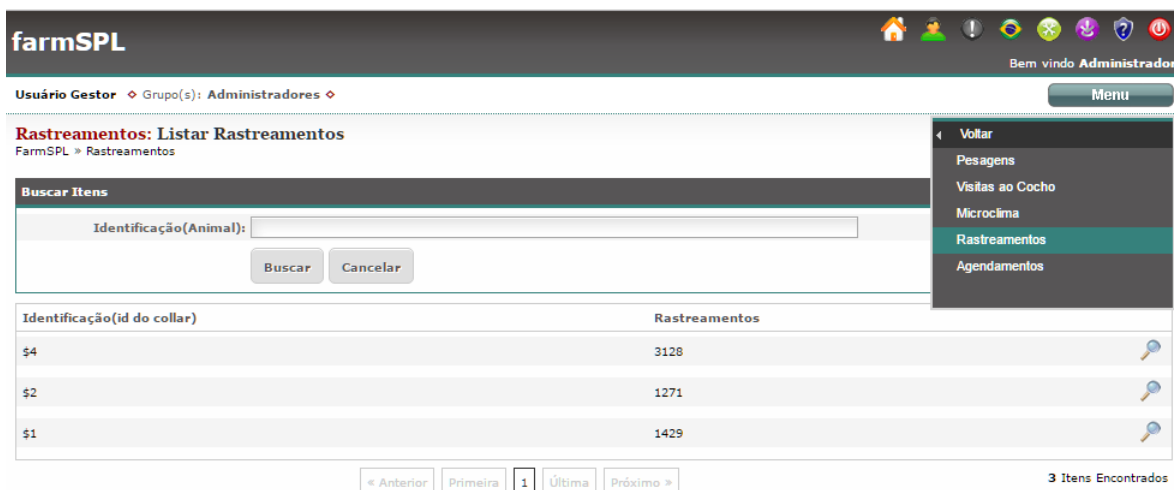 farmSPL
Bem vindo Administrador
Usuário Gestor ◇ Grupo(s): Administradores ◇
Menu
Rastreamentos: Listar Rastreamentos
FarmSPL » Rastreamentos
Voltar
Pesagens
Visitas ao Cocho
Microclima
Rastreamentos
Agendamentos
Buscar Itens
Identificação(Animal):
Buscar Cancelar
Identificação(id do collar) Rastreamentos
$4 3128
$2 1271
$1 1429
« Anterior Primeira 1 Última Próximo »
3 Itens Encontrados